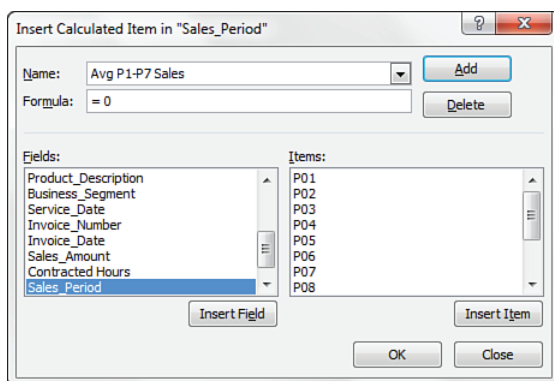 Insert Calculated Item in "Sales_Period"
Name: Avg P1-P7 Sales Add
Formula: = 0 Delete
Fields: Items:
Product_Description P01
Business_Segment P02
Service_Date P03
Invoice_Number P04
Invoice_Date P05
Sales_Amount P06
Contracted Hours P07
Sales_Period P08
Insert Field Insert Item
OK Close